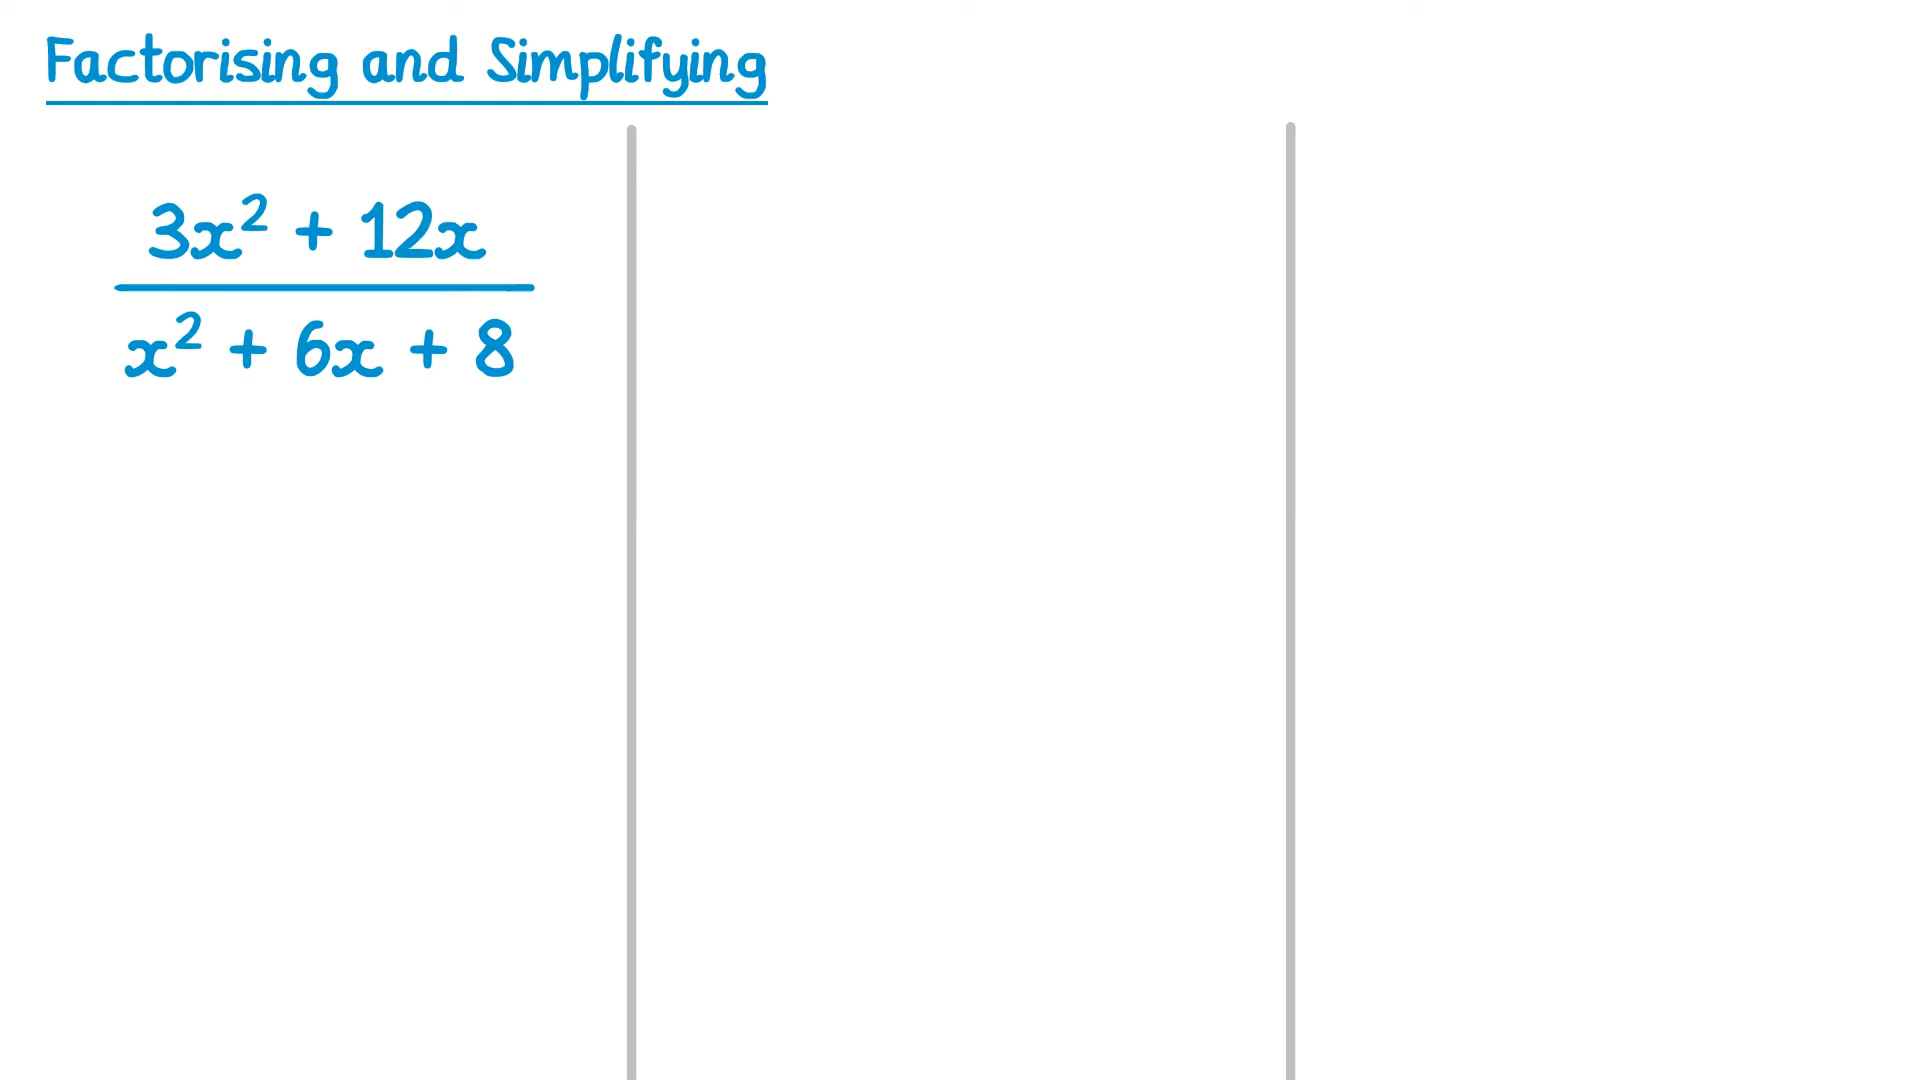 Factorising and Simplifying
3x² + 12x
x² + 6x + 8